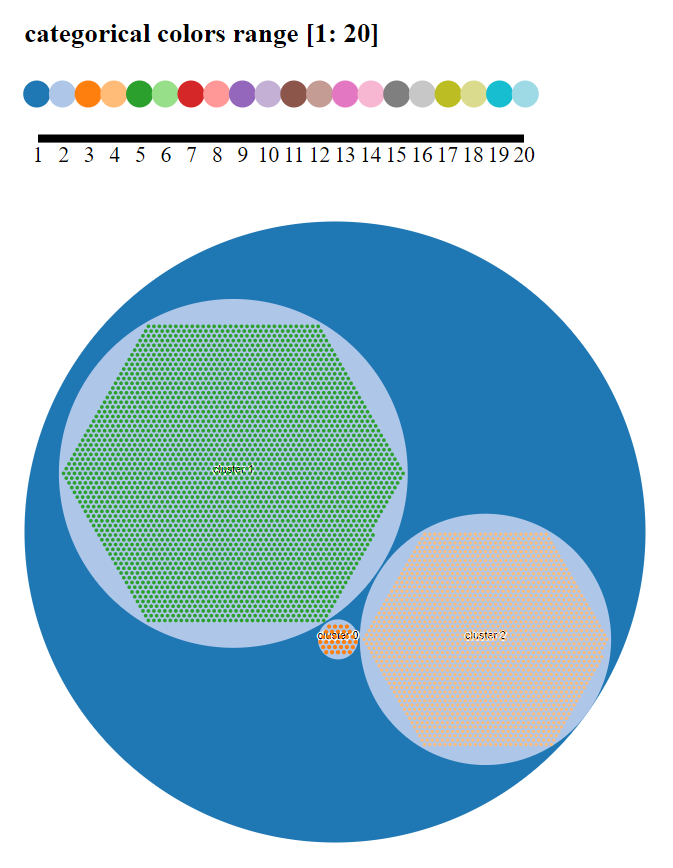 categorical colors range [1: 20]
1 2 3 4 5 6 7 8 9 10 11 12 13 14 15 16 17 18 19 20
cluster 1
cluster 0
cluster 2